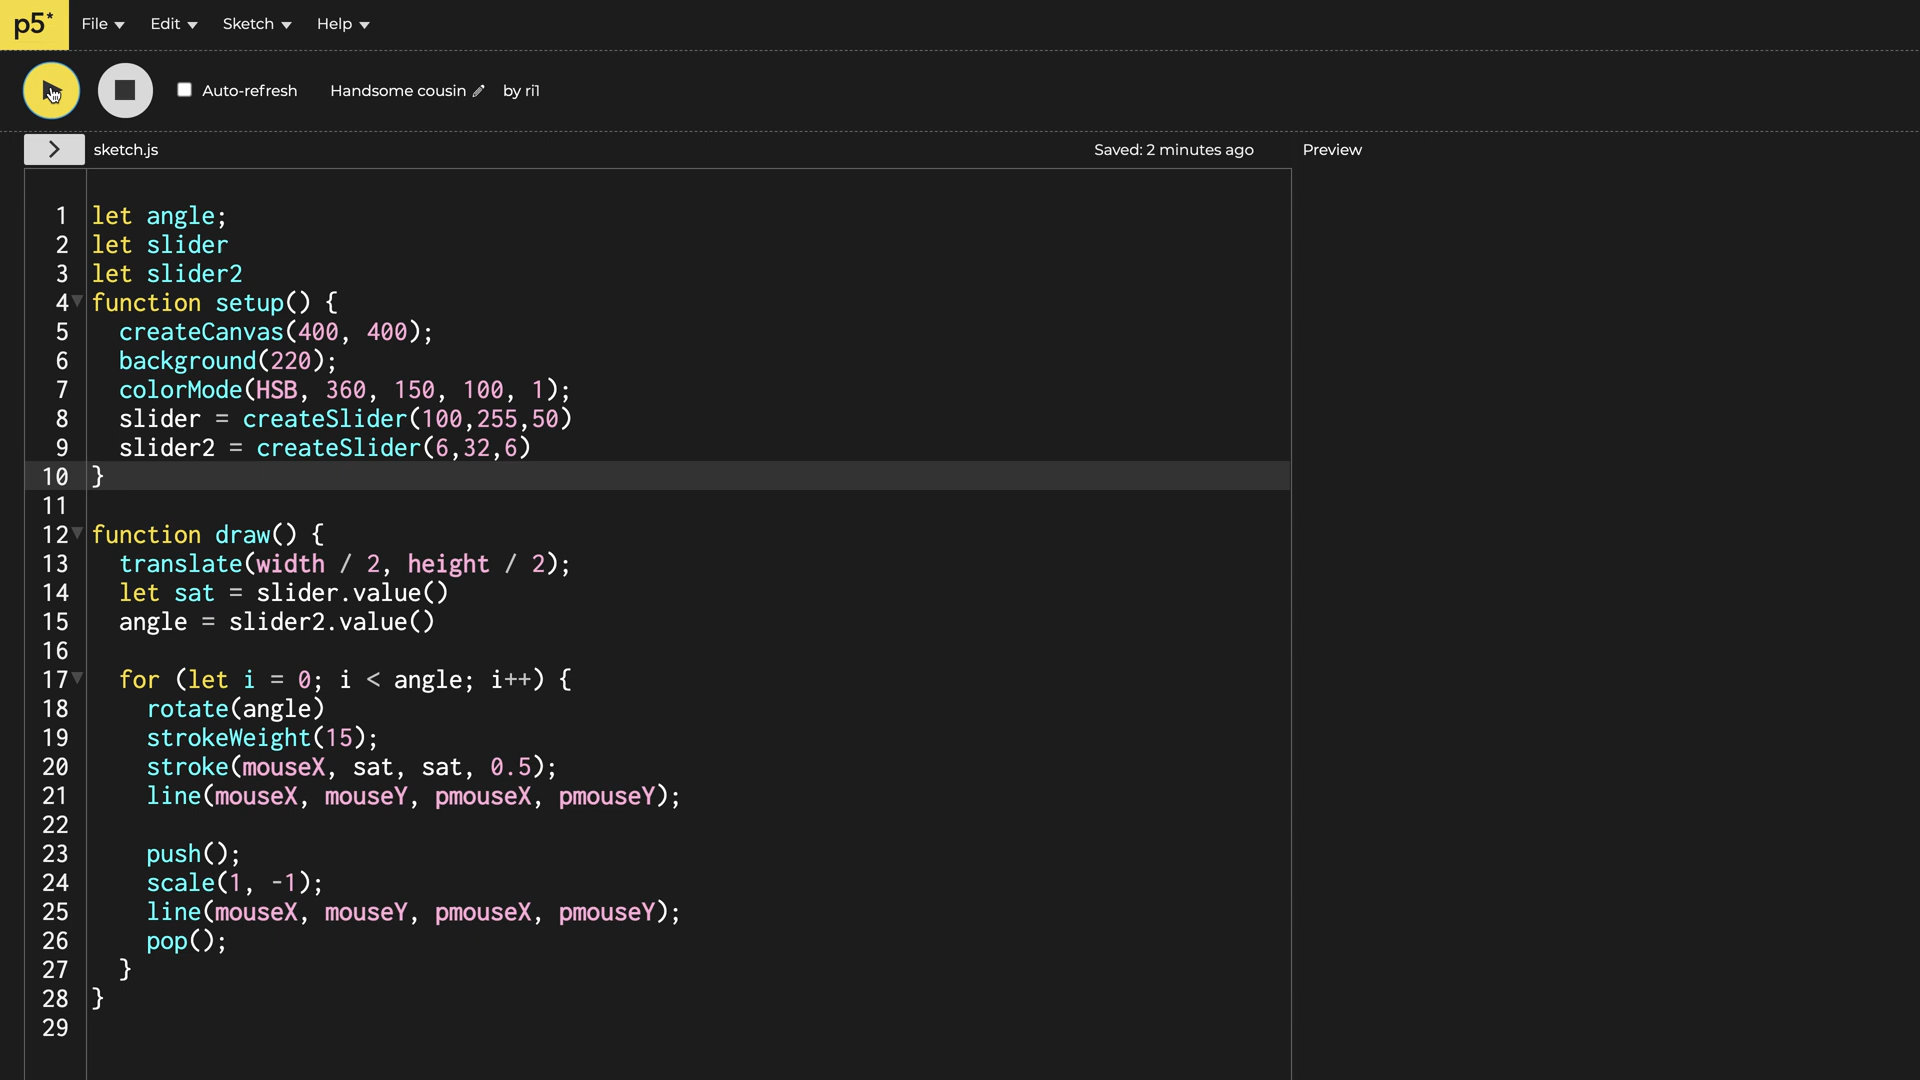 p5*
File Edit Sketch Help
Auto-refresh Handsome cousin by ri1
> sketch.js Saved: 2 minutes ago Preview
1 let angle;
2 let slider
3 let slider2
4 function setup() {
5 createCanvas(400, 400);
6 background(220);
7 colorMode(HSB, 360, 150, 100, 1);
8 slider = createSlider(100,255,50)
9 slider2 = createSlider(6,32,6)
10 }
11
12 function draw() {
13 translate(width / 2, height / 2);
14 let sat = slider.value()
15 angle = slider2.value()
16
17 for (let i = 0; i < angle; i++) {
18 rotate(angle)
19 strokeWeight(15);
20 stroke(mouseX, sat, sat, 0.5);
21 line(mouseX, mouseY, pmouseX, pmouseY);
22
23 push();
24 scale(1, -1);
25 line(mouseX, mouseY, pmouseX, pmouseY);
26 pop();
27 }
28 }
29